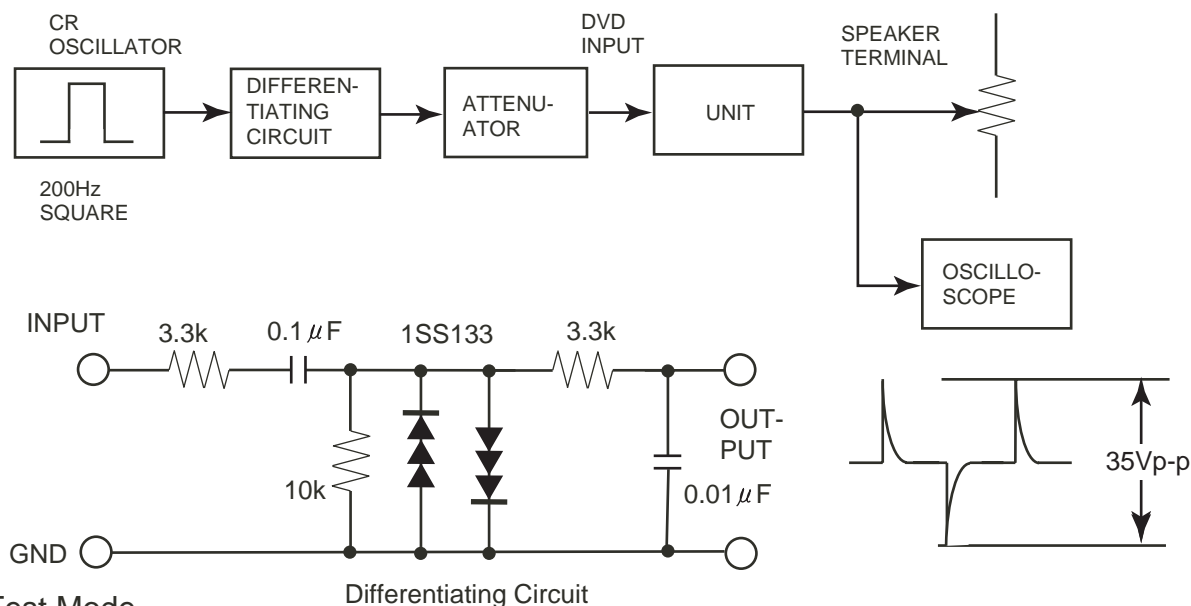 CR
OSCILLATOR
DVD
INPUT
SPEAKER
TERMINAL
DIFFEREN-
TIATING
CIRCUIT
ATTENU-
ATOR
UNIT
200Hz
SQUARE
OSCILLO-
SCOPE
INPUT
3.3k
0.1μF
1SS133
3.3k
OUT-
PUT
10k
0.01μF
35Vp-p
GND
Differentiating Circuit